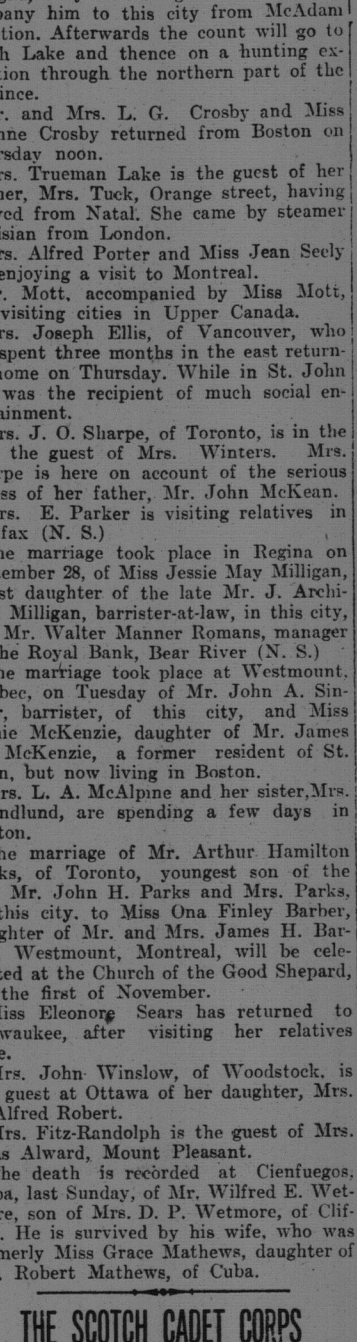 pany him to this city from McAdam
tion. Afterwards the count will go to
h Lake and thence on a hunting ex-
tion through the northern part of the
ince.
r. and Mrs. L. G. Crosby and Miss
nne Crosby returned from Boston on
rsday noon.
rs. Trueman Lake is the guest of her
her, Mrs. Tuck, Orange street, having
ved from Natal. She came by steamer
isian from London.
rs. Alfred Porter and Miss Jean Seely
enjoying a visit to Montreal.
r. Mott, accompanied by Miss Mott,
visiting cities in Upper Canada.
rs. Joseph Ellis, of Vancouver, who
spent three months in the east return-
home on Thursday. While in St. John
was the recipient of much social en-
ainment.
rs. J. O. Sharpe, of Toronto, is in the
the guest of Mrs. Winters. Mrs.
rpe is here on account of the serious
ess of her father, Mr. John McKean.
rs. E. Parker is visiting relatives in
fax (N. S.)
he marriage took place in Regina on
tember 28, of Miss Jessie May Milligan,
st daughter of the late Mr. J. Archi-
Milligan, barrister-at-law, in this city,
Mr. Walter Manner Romans, manager
the Royal Bank, Bear River (N. S.)
he marriage took place at Westmount,
bec, on Tuesday of Mr. John A. Sin-
r, barrister, of this city, and Miss
nie McKenzie, daughter of Mr. James
McKenzie, a former resident of St.
n, but now living in Boston.
rs. L. A. McAlpine and her sister,Mrs.
ndlund, are spending a few days in
ton.
he marriage of Mr. Arthur Hamilton
ks, of Toronto, youngest son of the
Mr. John H. Parks and Mrs. Parks,
this city. to Miss Ona Finley Barber,
ghter of Mr. and Mrs. James H. Bar-
Westmount, Montreal, will be cele-
ted at the Church of the Good Shepard,
the first of November.
liss Eleonore Sears has returned to
waukee, after visiting her relatives
e.
Irs. John Winslow, of Woodstock. is
guest at Ottawa of her daughter, Mrs.
Alfred Robert.
Irs. Fitz-Randolph is the guest of Mrs.
as Alward, Mount Pleasant.
he death is recorded at Cienfuegos,
ba, last Sunday, of Mr. Wilfred E. Wet-
re, son of Mrs. D. P. Wetmore, of Clif-
. He is survived by his wife, who was
merly Miss Grace Mathews, daughter of
. Robert Mathews, of Cuba.
THE SCOTCH CADET CORPS